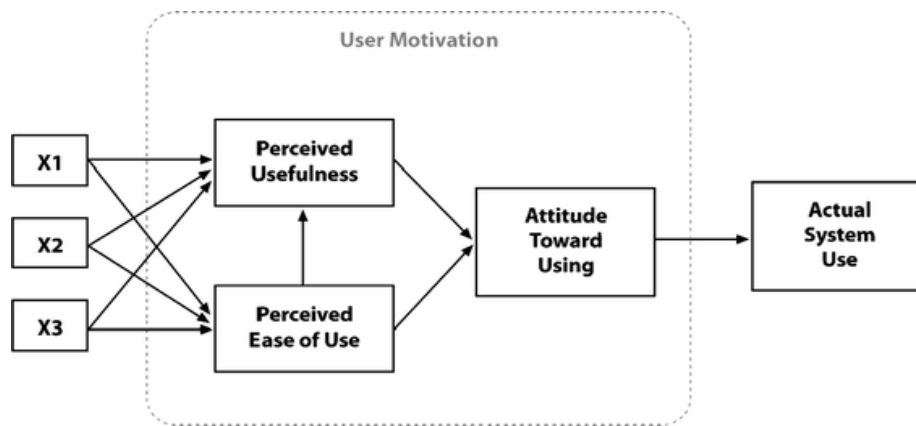 User Motivation
X1
Perceived
Usefulness
X2
Attitude
Toward
Using
Actual
System
Use
X3
Perceived
Ease of Use